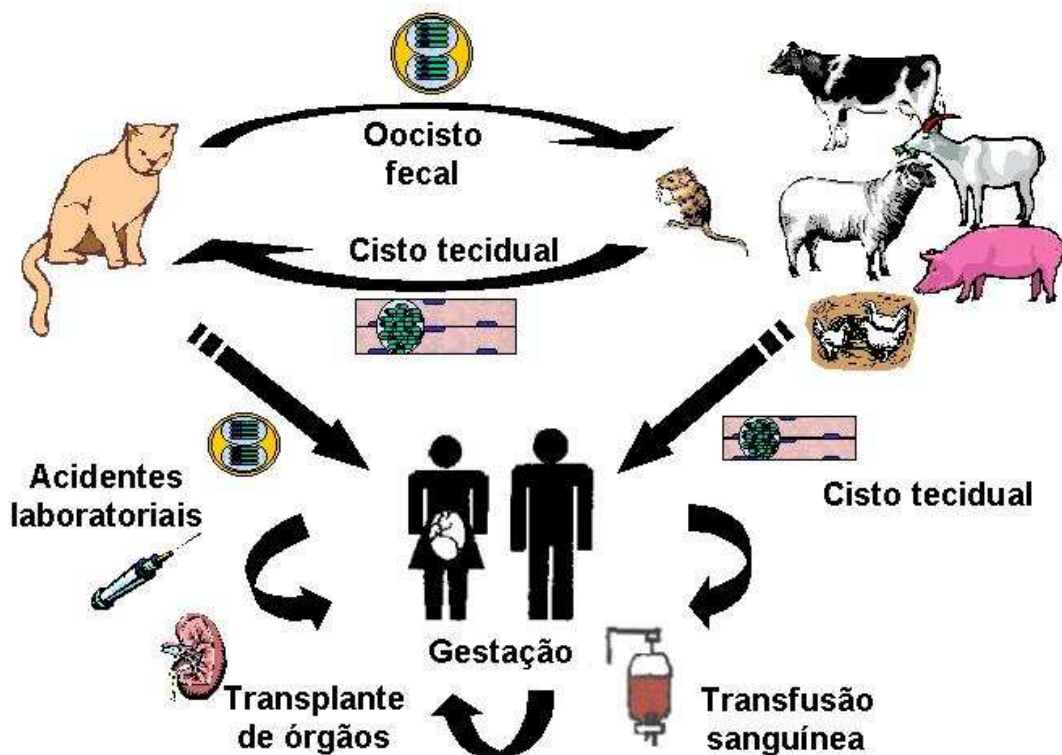 Oocisto
fecal
Cisto tecidual
Acidentes
laboratoriais
Cisto tecidual
Gestação
Transplante
de órgãos
Transfusão
sanguínea